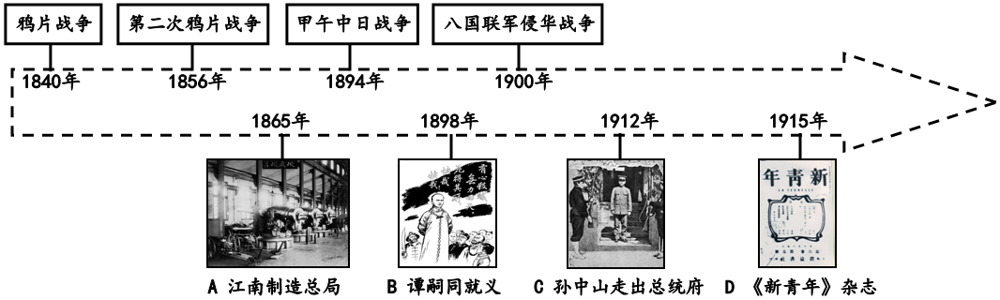 鸦片战争 第二次鸦片战争 甲午中日战争 八国联军侵华战争
1840年 1856年 1894年 1900年
1865年 1898年 1912年 1915年
新青年
A 江南制造总局 B 谭嗣同就义 C 孙中山走出总统府 D 《新青年》杂志